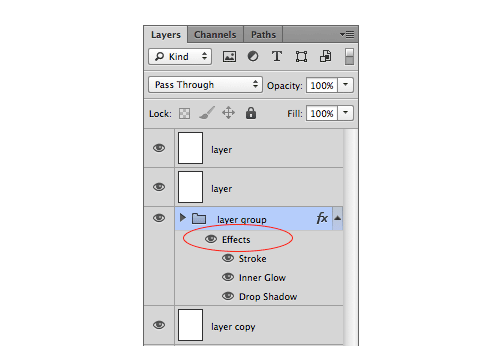 Layers Channels Paths
Kind T
Pass Through Opacity: 100%
Lock: Fill: 100%
layer
layer
layer group fx
Effects
Stroke
Inner Glow
Drop Shadow
layer copy